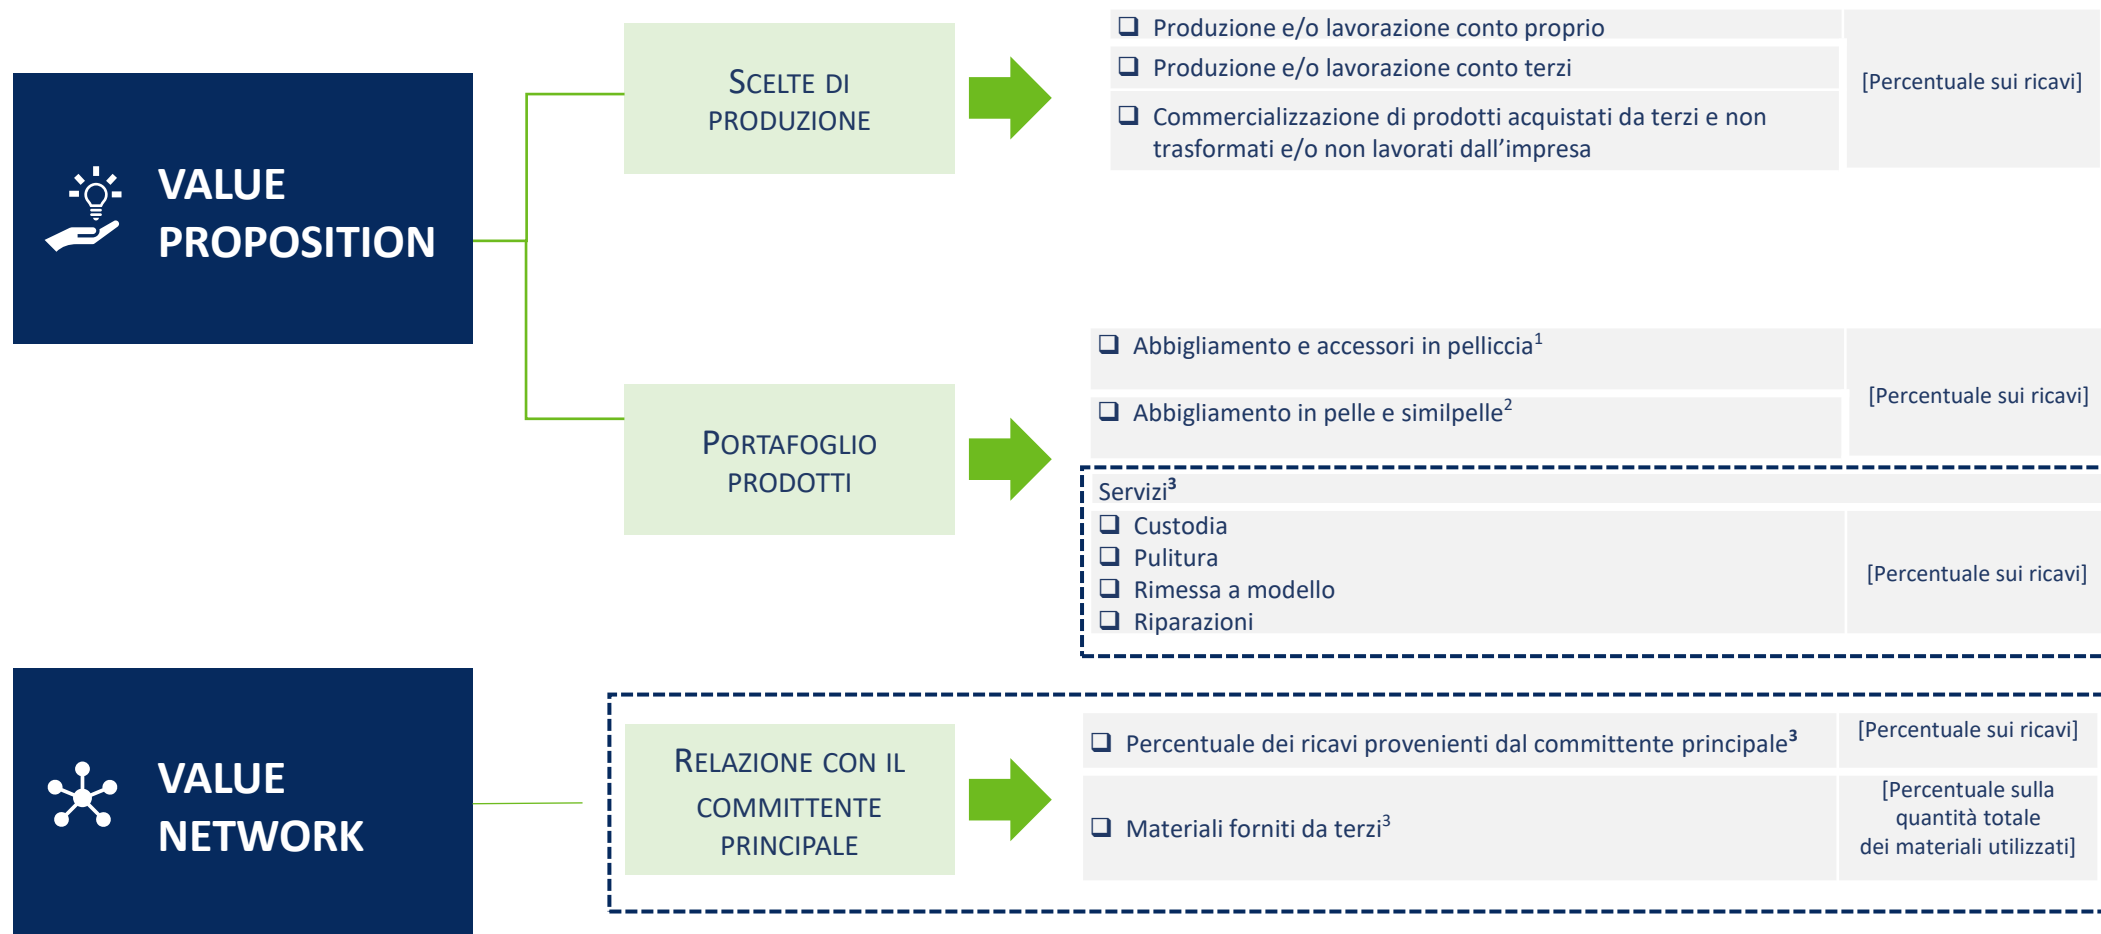 VALUE
PROPOSITION
SCELTE DI
PRODUZIONE
❑ Produzione e/o lavorazione conto proprio
❑ Produzione e/o lavorazione conto terzi
❑ Commercializzazione di prodotti acquistati da terzi e non
trasformati e/o non lavorati dall’impresa
[Percentuale sui ricavi]
PORTAFOGLIO
PRODOTTI
❑ Abbigliamento e accessori in pelliccia¹
❑ Abbigliamento in pelle e similpelle²
[Percentuale sui ricavi]
Servizi³
❑ Custodia
❑ Pulitura
❑ Rimessa a modello
❑ Riparazioni
[Percentuale sui ricavi]
VALUE
NETWORK
RELAZIONE CON IL
COMMITTENTE
PRINCIPALE
❑ Percentuale dei ricavi provenienti dal committente principale³
[Percentuale sui ricavi]
❑ Materiali forniti da terzi³
[Percentuale sulla
quantità totale
dei materiali utilizzati]